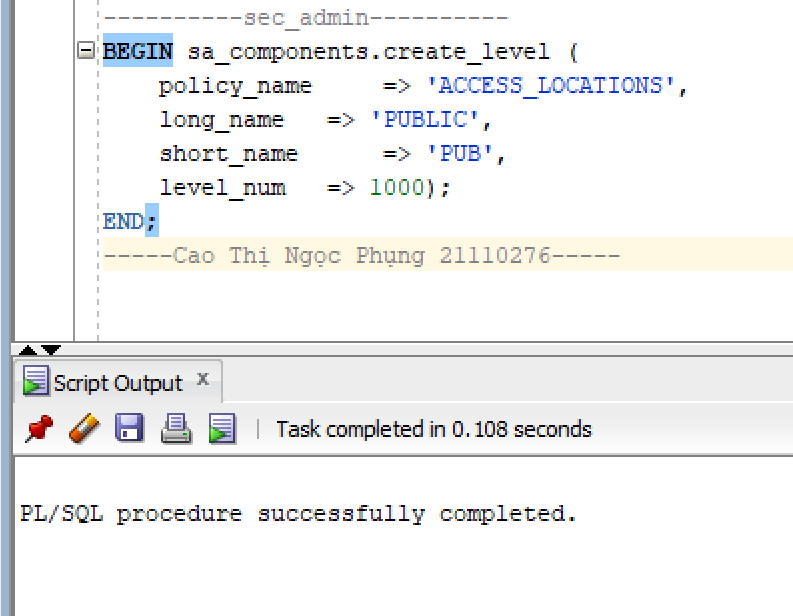 ----------sec_admin----------
BEGIN sa_components.create_level (
    policy_name     => 'ACCESS_LOCATIONS',
    long_name   => 'PUBLIC',
    short_name      => 'PUB',
    level_num   => 1000);
END;
-----Cao Thị Ngọc Phụng 21110276-----
Script Output x
Task completed in 0.108 seconds
PL/SQL procedure successfully completed.